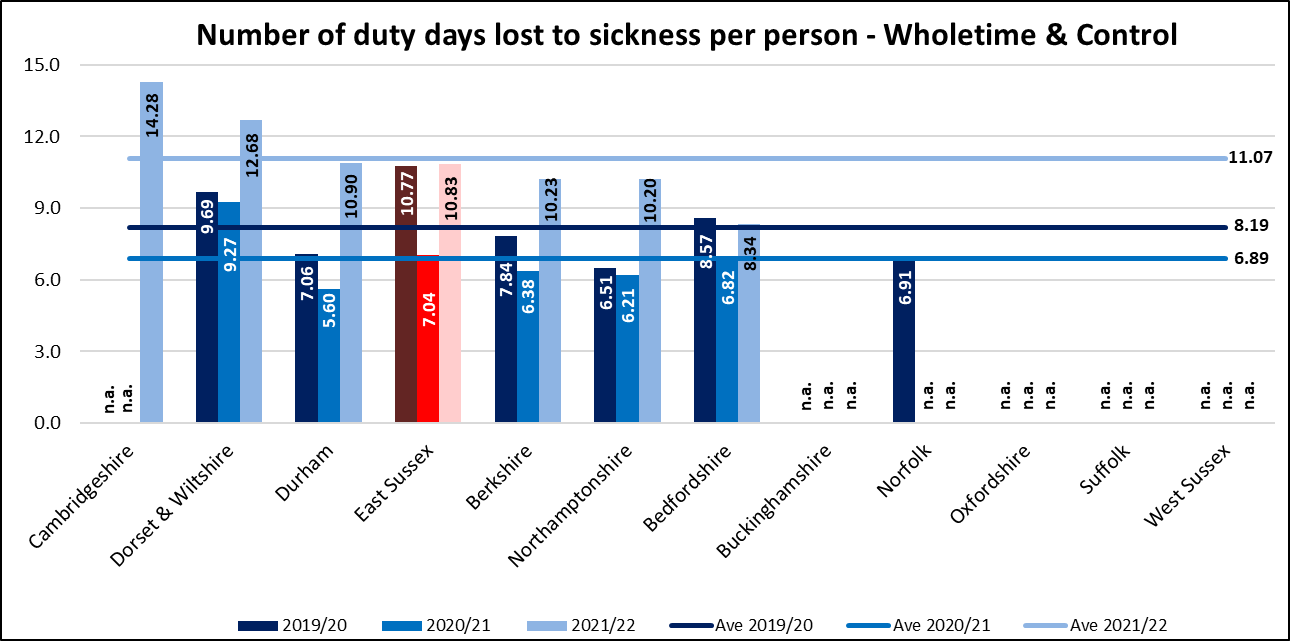 Number of duty days lost to sickness per person - Wholetime & Control
15.0
12.0
9.0
6.0
3.0
0.0
n.a.
n.a.
14.28
9.69
9.27
12.68
7.06
5.60
10.90
10.77
7.04
10.83
7.84
6.38
10.23
6.51
6.21
10.20
8.57
6.82
8.34
n.a.
n.a.
n.a.
6.91
n.a.
n.a.
n.a.
n.a.
n.a.
n.a.
n.a.
n.a.
n.a.
n.a.
n.a.
11.07
8.19
6.89
Cambridgeshire
Dorset & Wiltshire
Durham
East Sussex
Berkshire
Northamptonshire
Bedfordshire
Buckinghamshire
Norfolk
Oxfordshire
Suffolk
West Sussex
2019/20 2020/21 2021/22 Ave 2019/20 Ave 2020/21 Ave 2021/22